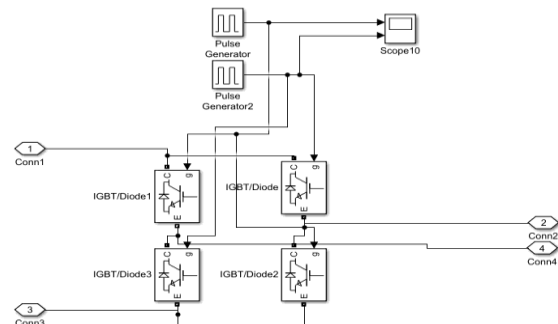 Pulse
Generator
Scope10
Pulse
Generator2
1
Conn1
C
g
IGBT/Diode1
E
C
g
IGBT/Diode
E
2
Conn2
4
Conn4
C
g
IGBT/Diode3
E
C
g
IGBT/Diode2
E
3
Conn3